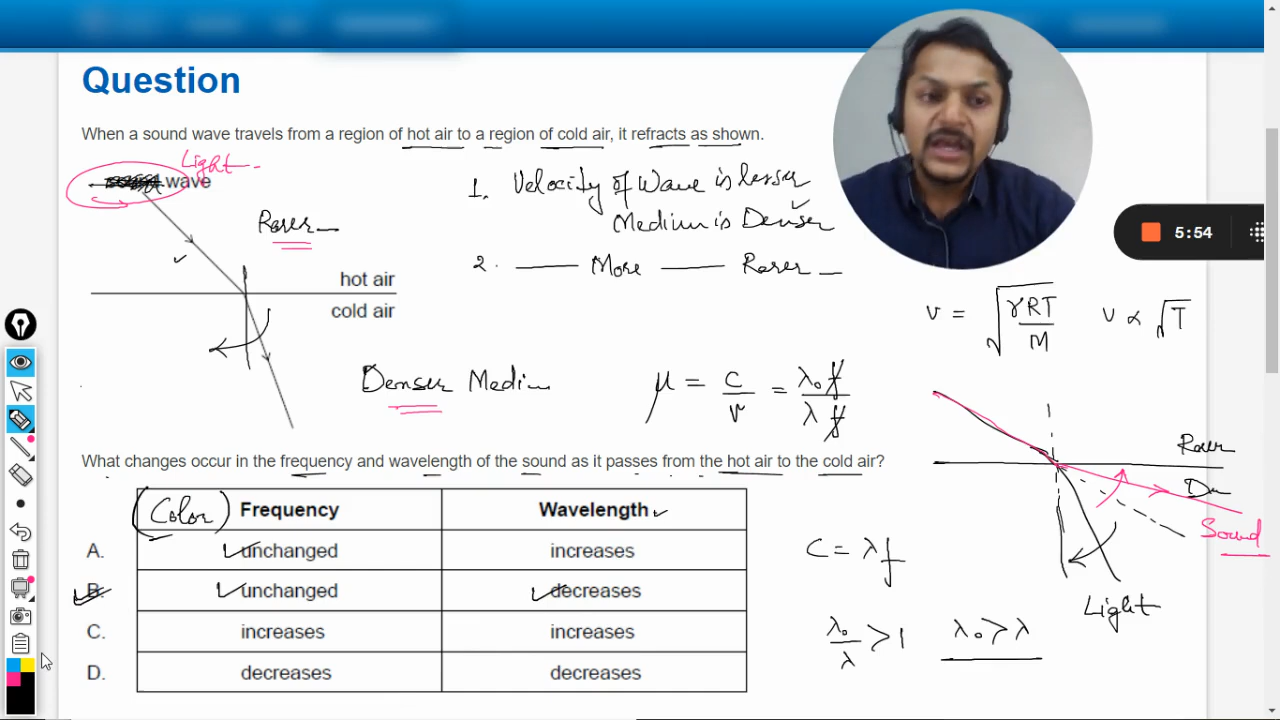 Question
When a sound wave travels from a region of hot air to a region of cold air, it refracts as shown.
Light
wave
Rarer
hot air
cold air
Denser Mediu
1. Velocity of Wave is lesser
Medium is Denser
2. More Rarer
5:54
v = √(γRT/M) v ∝ √T
μ = c/v = λ₀f/λf
Rarer
De
Sound
Light
What changes occur in the frequency and wavelength of the sound as it passes from the hot air to the cold air?
(Color) Frequency Wavelength
A. unchanged increases
B. unchanged decreases
C. increases increases
D. decreases decreases
C = λf
λ₀/λ > 1 λ₀ > λ